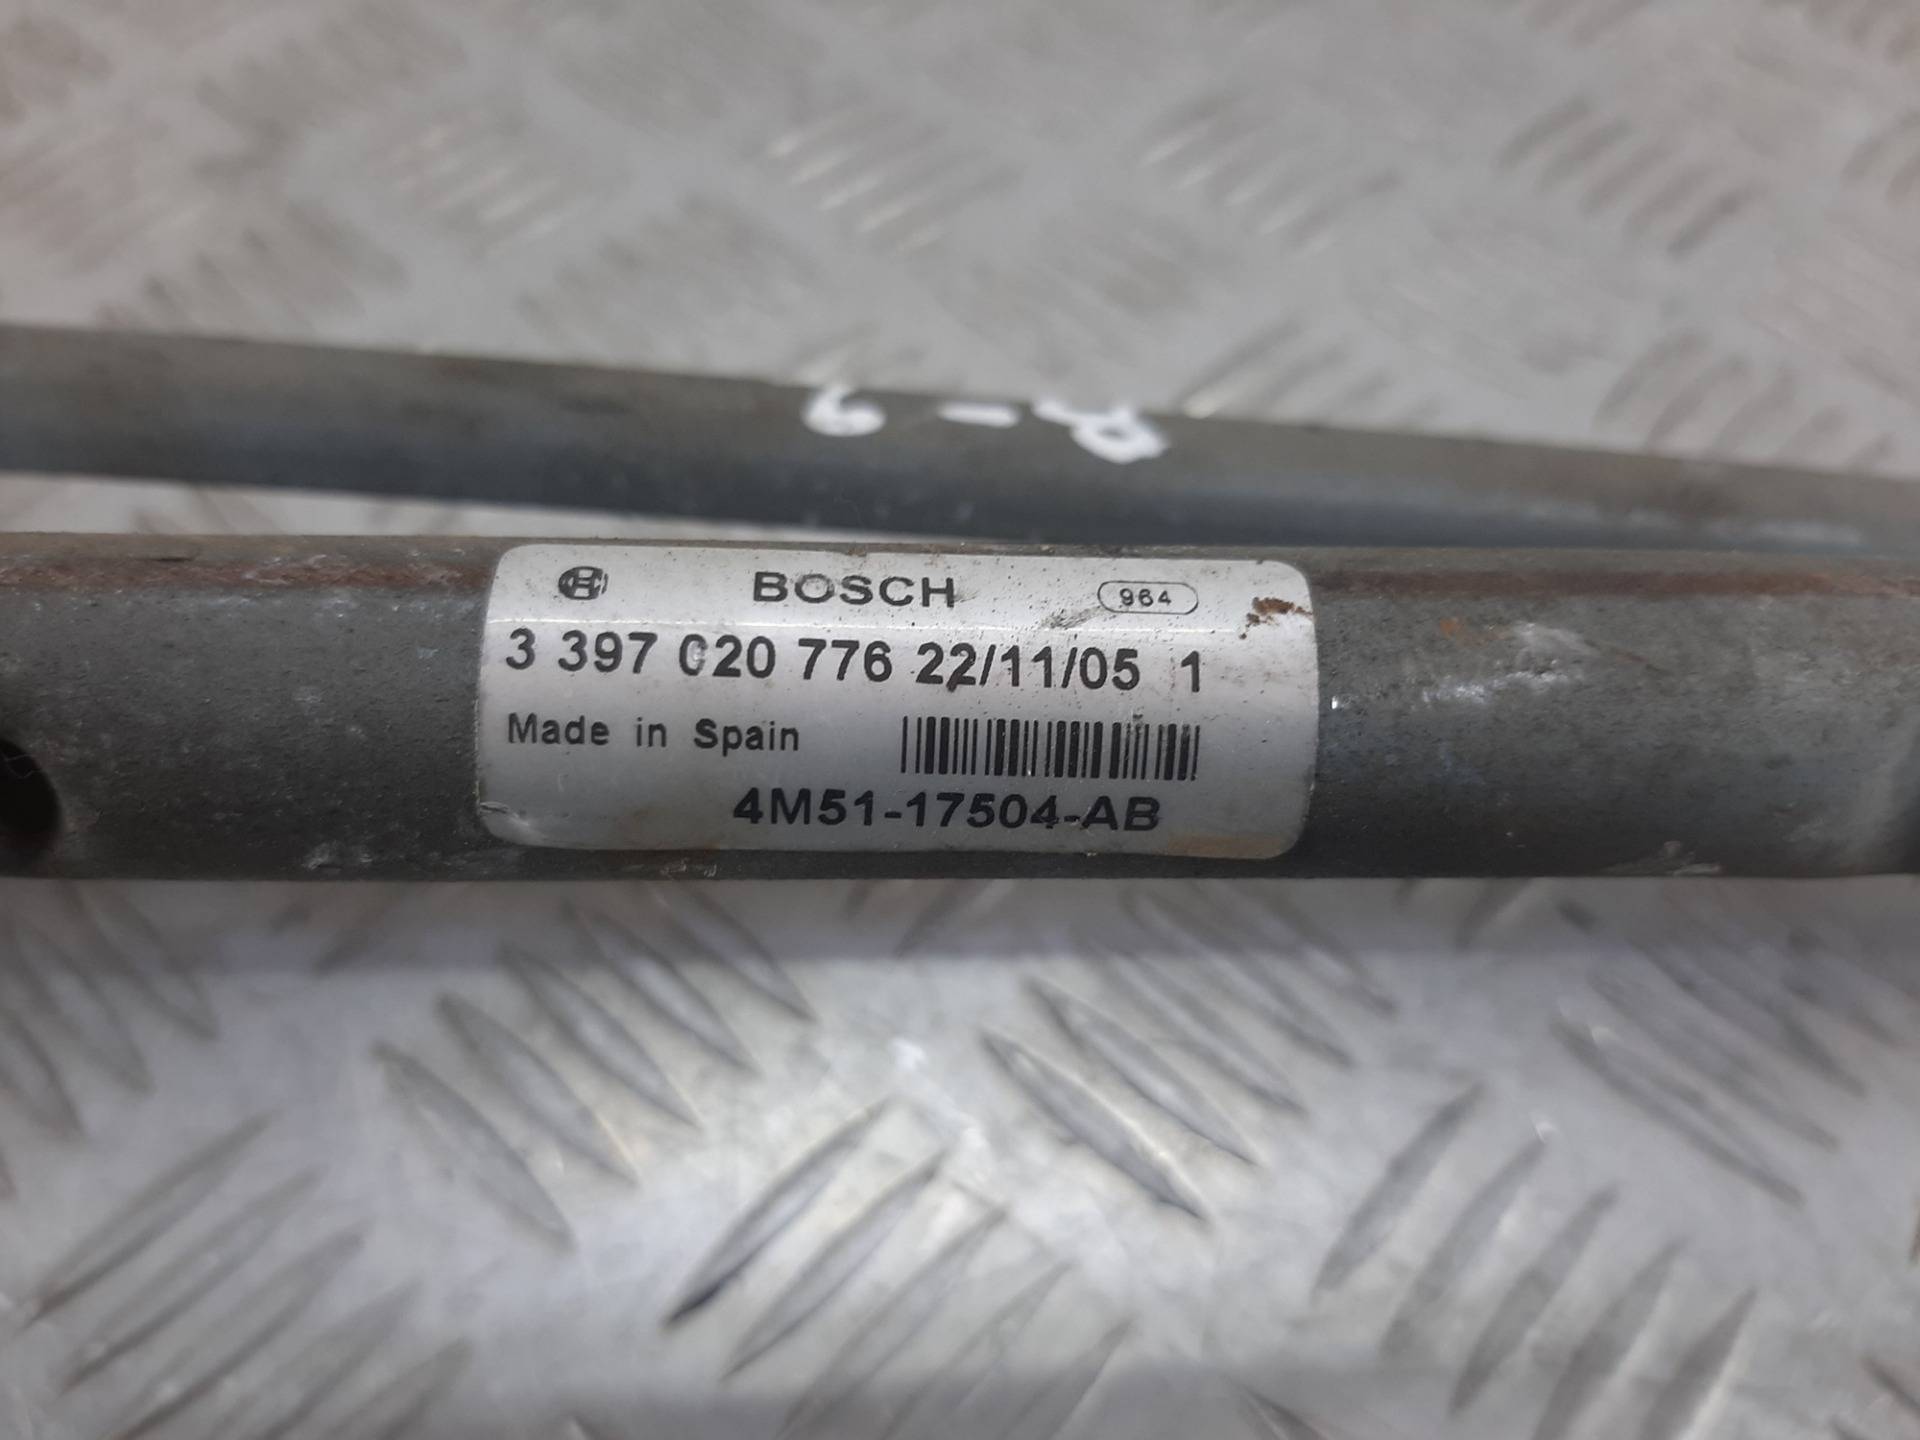 BOSCH 964
3 397 020 776 22/11/05 1
Made in Spain
4M51-17504-AB